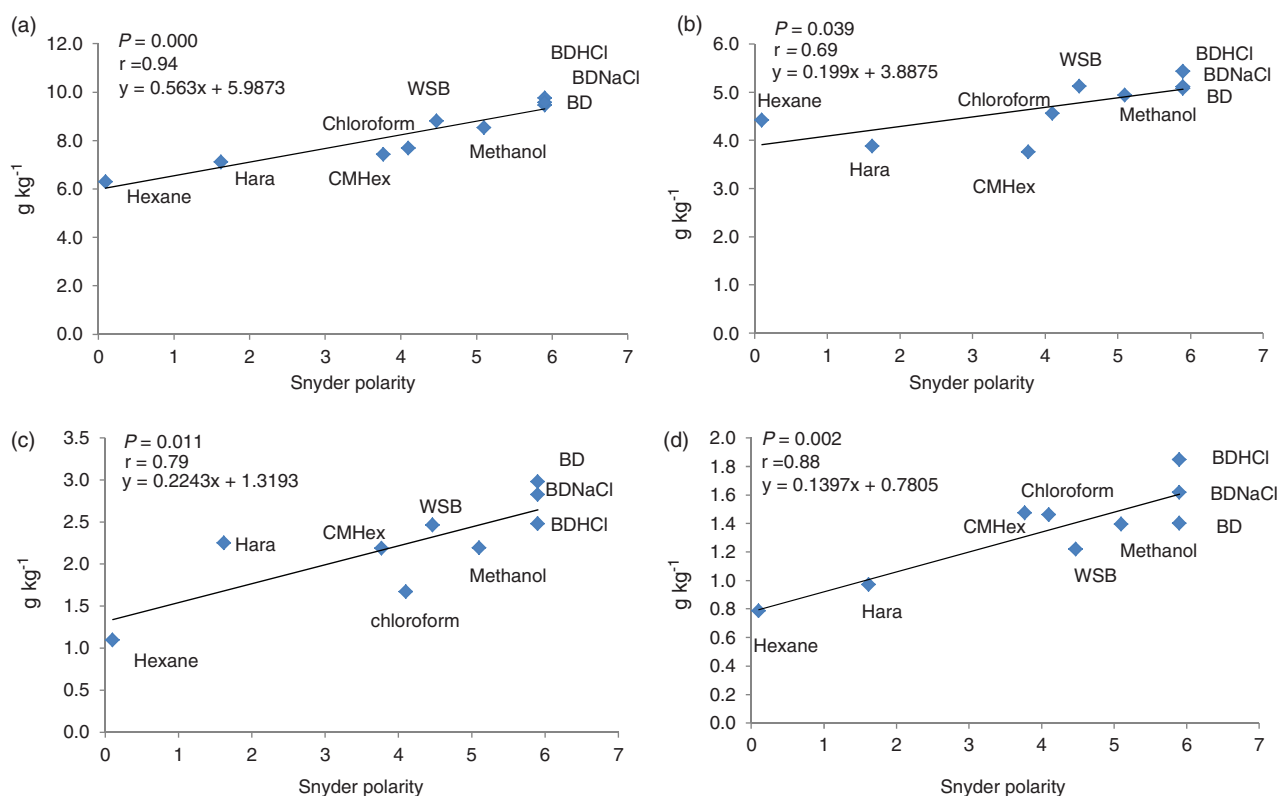 (a)
P = 0.000
r =0.94
y = 0.563x + 5.9873
12.0
10.0
8.0
6.0
4.0
2.0
0.0
g kg⁻¹
BDHCl
BDNaCl
BD
WSB
Chloroform
Methanol
CMHex
Hara
Hexane
0 1 2 3 4 5 6 7
Snyder polarity
(b)
P = 0.039
r = 0.69
y = 0.199x + 3.8875
6.0
5.0
4.0
3.0
2.0
1.0
0.0
g kg⁻¹
BDHCl
WSB
BDNaCl
BD
Hexane
Chloroform
Methanol
Hara
CMHex
0 1 2 3 4 5 6 7
Snyder polarity
(c)
P = 0.011
r = 0.79
y = 0.2243x + 1.3193
3.5
3.0
2.5
2.0
1.5
1.0
0.5
0.0
g kg⁻¹
BD
BDNaCl
WSB
BDHCl
CMHex
Hara
Methanol
chloroform
Hexane
0 1 2 3 4 5 6 7
Snyder polarity
(d)
P = 0.002
r =0.88
y = 0.1397x + 0.7805
2.0
1.8
1.6
1.4
1.2
1.0
0.8
0.6
0.4
0.2
0.0
g kg⁻¹
BDHCl
Chloroform
BDNaCl
CMHex
BD
Methanol
WSB
Hara
Hexane
0 1 2 3 4 5 6 7
Snyder polarity